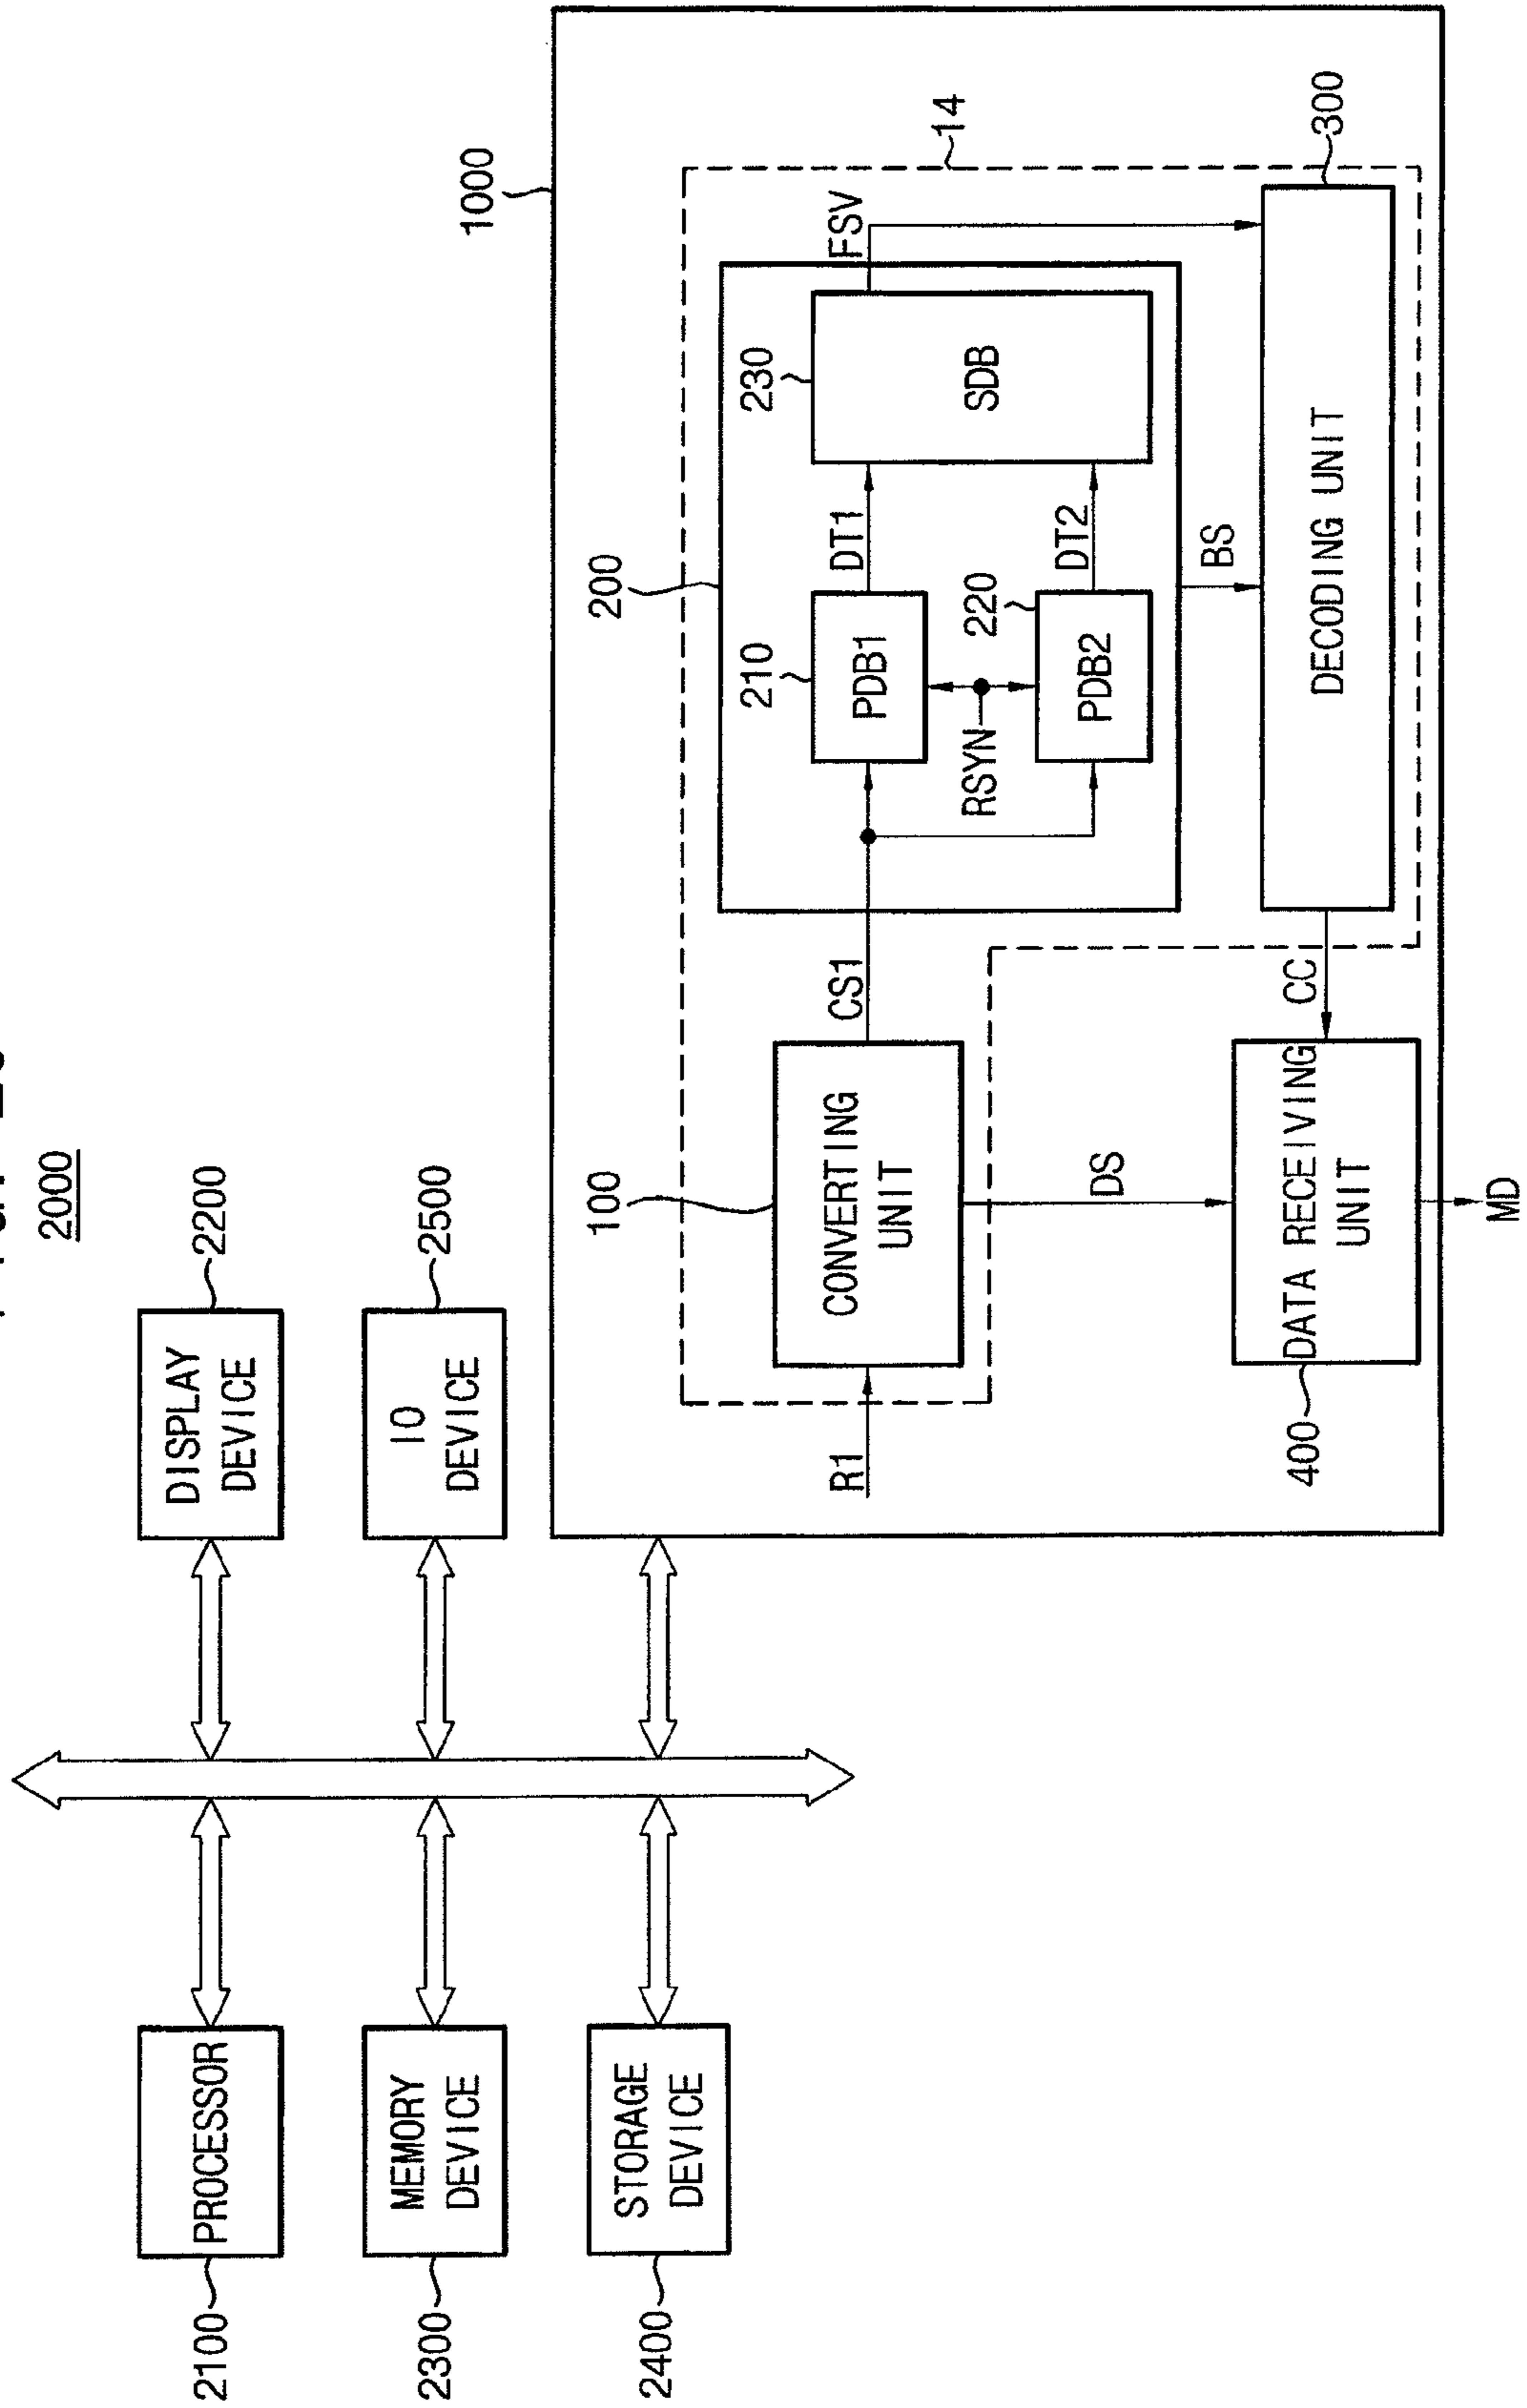 2000
2100
PROCESSOR
DISPLAY
DEVICE
2200
2300
MEMORY
DEVICE
IO
DEVICE
2500
2400
STORAGE
DEVICE
1000
14
100
200
R1
CONVERTING
UNIT
CS1
210
PDB1
DT1
230
SDB
FSV
RSYN
220
PDB2
DT2
DS
BS
400
DATA RECEIVING
UNIT
CC
DECODING UNIT
300
MD